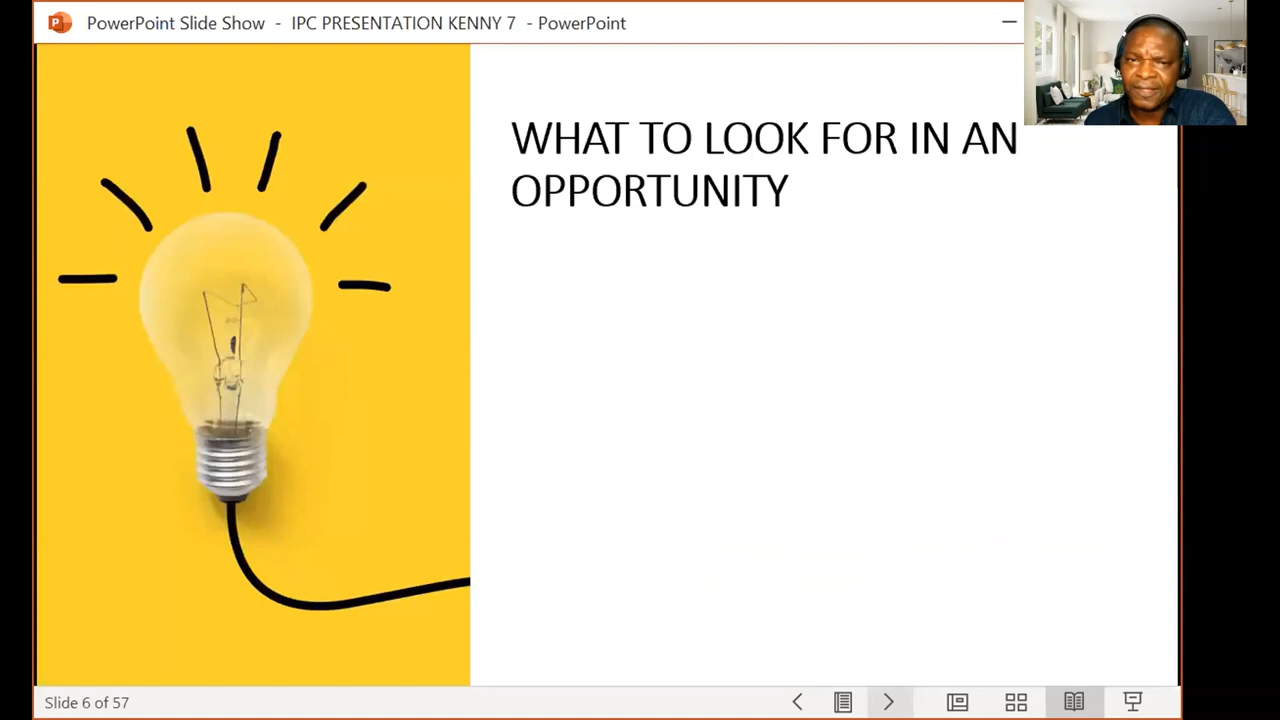 PowerPoint Slide Show - IPC PRESENTATION KENNY 7 - PowerPoint
WHAT TO LOOK FOR IN AN
OPPORTUNITY
Slide 6 of 57